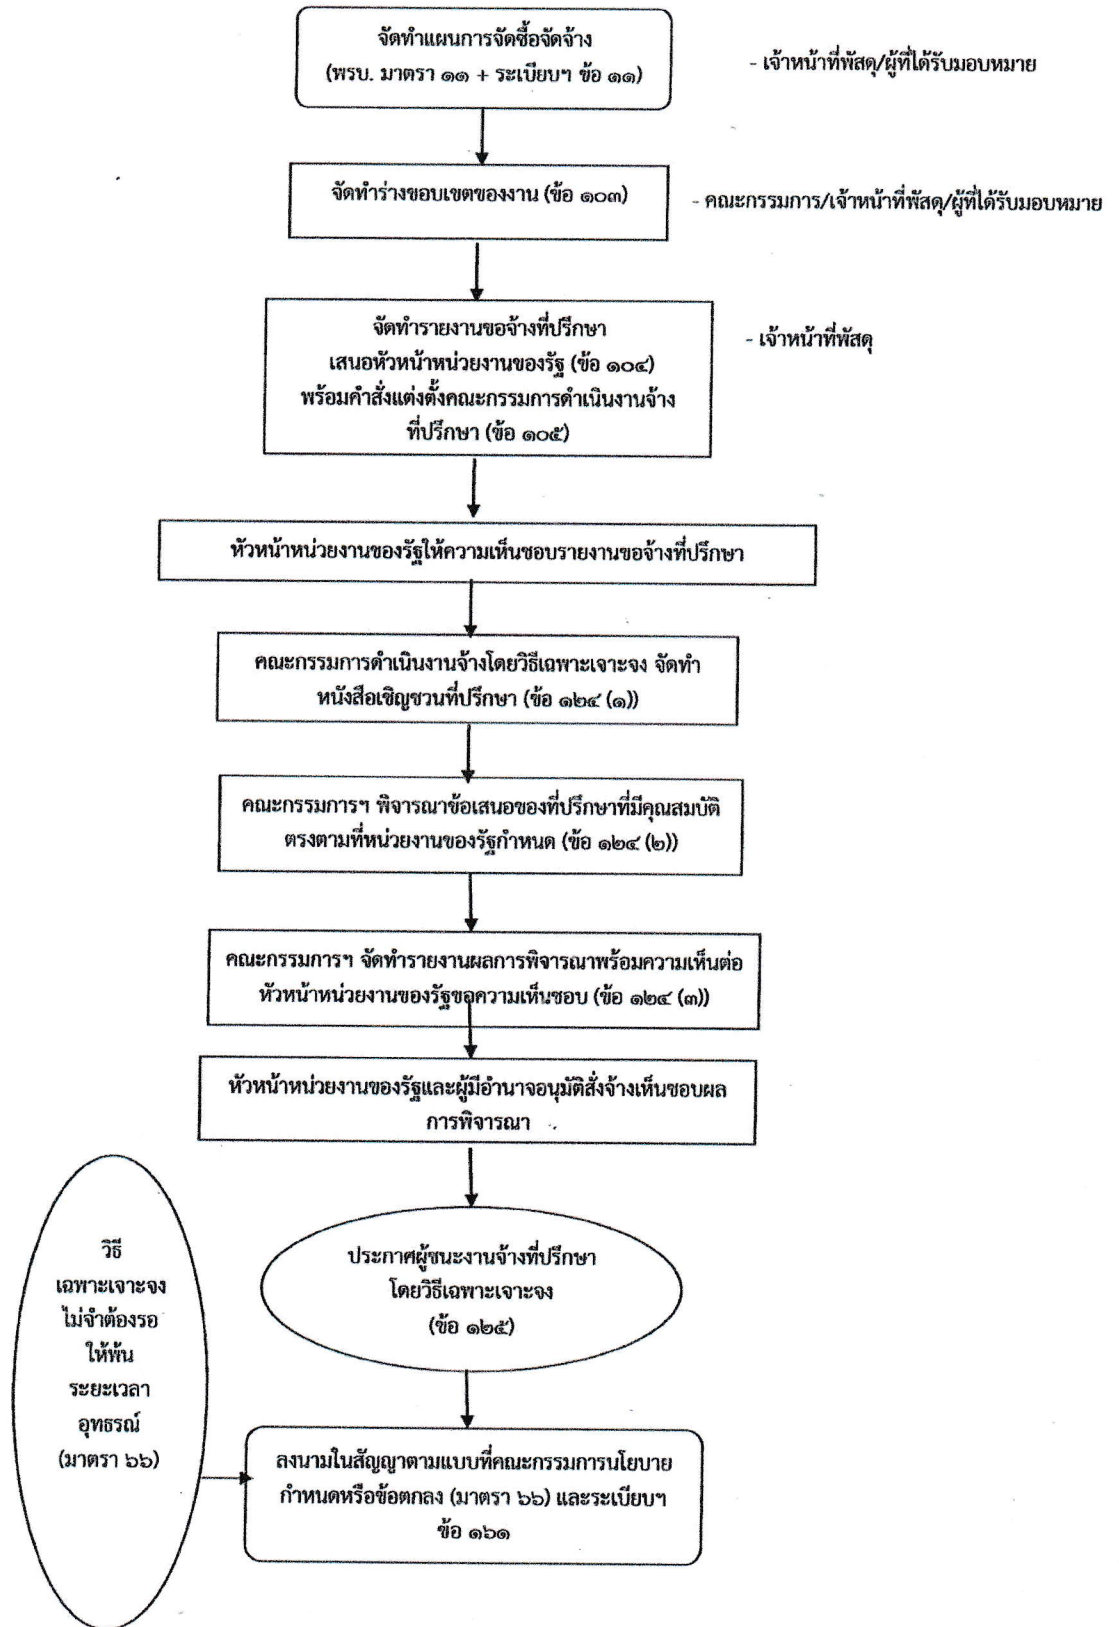 จัดทำแผนการจัดซื้อจัดจ้าง
(พรบ. มาตรา ๑๑ + ระเบียบฯ ข้อ ๑๑)
- เจ้าหน้าที่พัสดุ/ผู้ที่ได้รับมอบหมาย
จัดทำร่างขอบเขตของงาน (ข้อ ๑๐๓)
- คณะกรรมการ/เจ้าหน้าที่พัสดุ/ผู้ที่ได้รับมอบหมาย
จัดทำรายงานขอจ้างที่ปรึกษา
เสนอหัวหน้าหน่วยงานของรัฐ (ข้อ ๑๐๔)
พร้อมคำสั่งแต่งตั้งคณะกรรมการดำเนินงานจ้าง
ที่ปรึกษา (ข้อ ๑๐๕)
- เจ้าหน้าที่พัสดุ
หัวหน้าหน่วยงานของรัฐให้ความเห็นชอบรายงานขอจ้างที่ปรึกษา
คณะกรรมการดำเนินงานจ้างโดยวิธีเฉพาะเจาะจง จัดทำ
หนังสือเชิญชวนที่ปรึกษา (ข้อ ๑๒๔ (๑))
คณะกรรมการฯ พิจารณาข้อเสนอของที่ปรึกษาที่มีคุณสมบัติ
ตรงตามที่หน่วยงานของรัฐกำหนด (ข้อ ๑๒๔ (๒))
คณะกรรมการฯ จัดทำรายงานผลการพิจารณาพร้อมความเห็นต่อ
หัวหน้าหน่วยงานของรัฐขอความเห็นชอบ (ข้อ ๑๒๔ (๓))
หัวหน้าหน่วยงานของรัฐและผู้มีอำนาจอนุมัติสั่งจ้างเห็นชอบผล
การพิจารณา
ประกาศผู้ชนะงานจ้างที่ปรึกษา
โดยวิธีเฉพาะเจาะจง
(ข้อ ๑๒๕)
วิธี
เฉพาะเจาะจง
ไม่จำต้องรอ
ให้พ้น
ระยะเวลา
อุทธรณ์
(มาตรา ๖๖)
ลงนามในสัญญาตามแบบที่คณะกรรมการนโยบาย
กำหนดหรือข้อตกลง (มาตรา ๖๖) และระเบียบฯ
ข้อ ๑๖๑